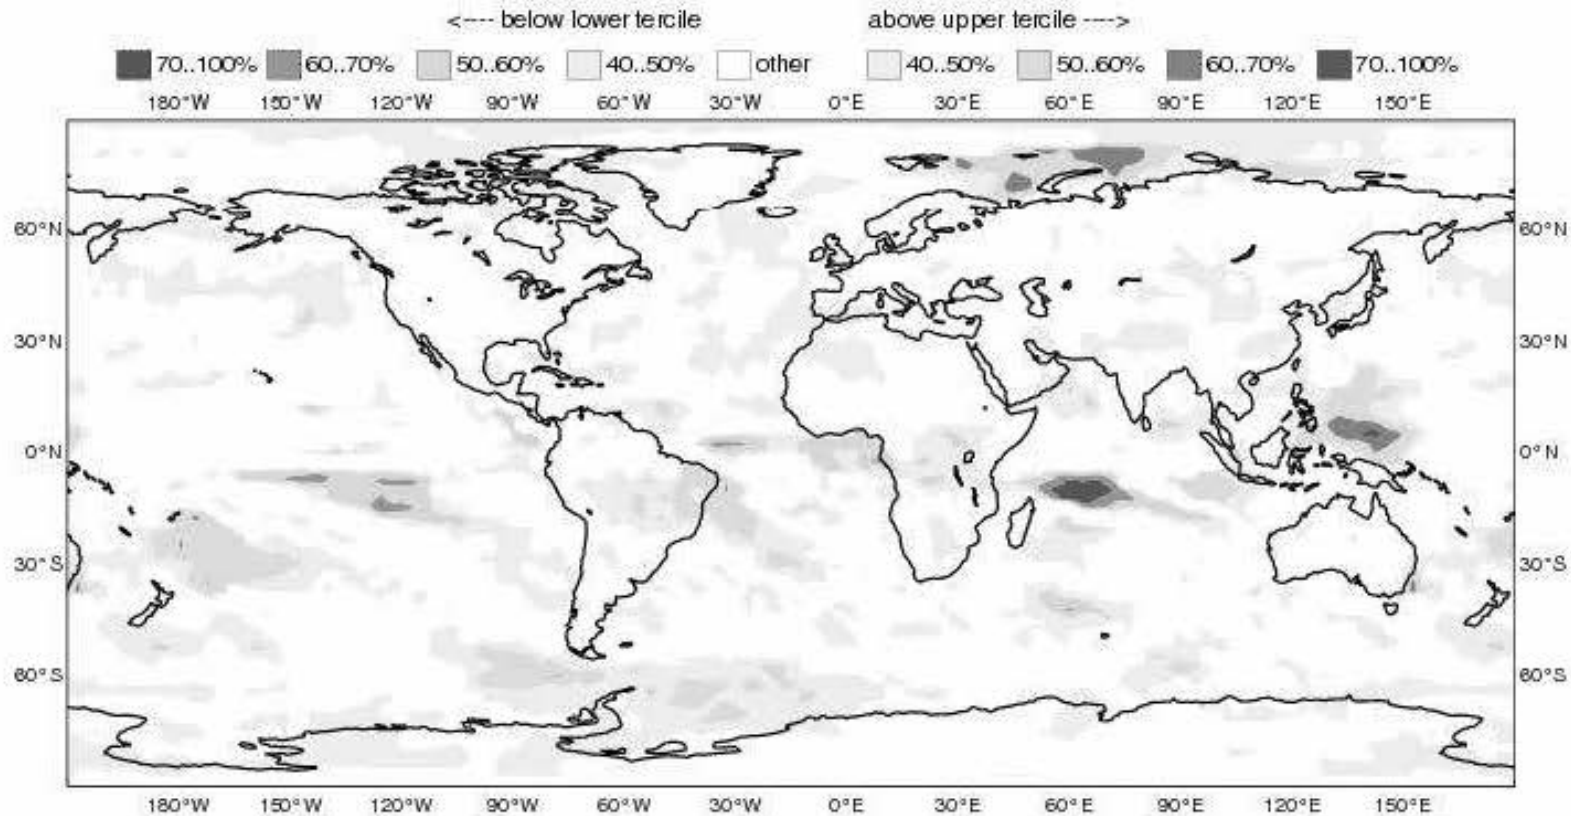 <---- below lower tercile above upper tercile ---->
70..100% 60..70% 50..60% 40..50% other 40..50% 50..60% 60..70% 70..100%
180°W 150°W 120°W 90°W 60°W 30°W 0°E 30°E 60°E 90°E 120°E 150°E
60°N 60°N
30°N 30°N
0°N 0°N
30°S 30°S
60°S 60°S
180°W 150°W 120°W 90°W 60°W 30°W 0°E 30°E 60°E 90°E 120°E 150°E